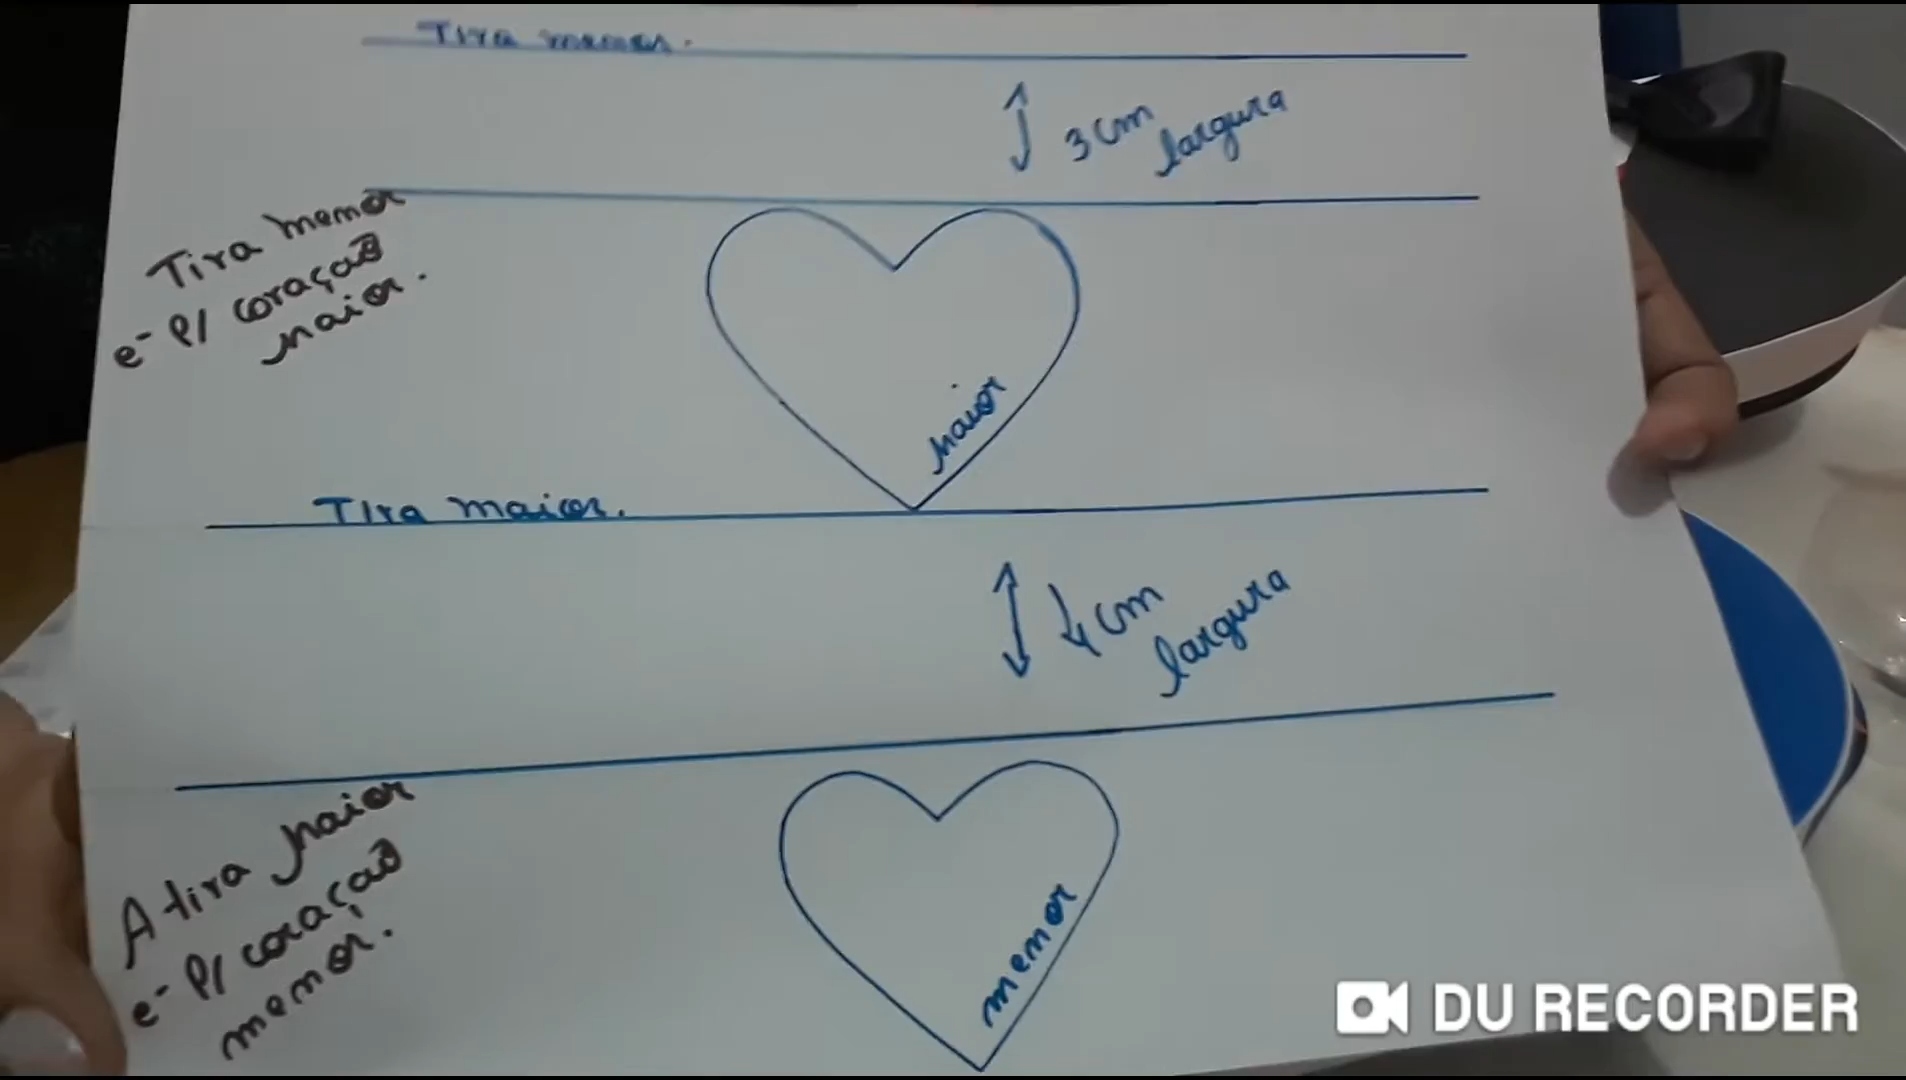 Tira menor.
3cm
largura
Tira menor
e- p/ coração
maior.
maior
Tira maior.
4cm
largura
A tira maior
e- p/ coração
menor.
menor
DU RECORDER